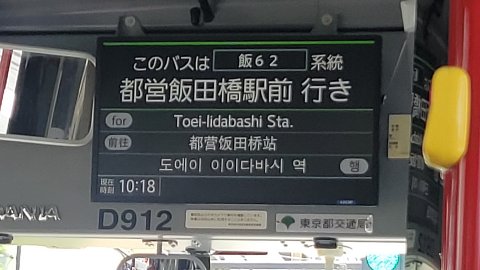 このバスは 飯62 系統
都営飯田橋駅前 行き
for Toei-Iidabashi Sta.
前往 都营饭田桥站
도에이 이이다바시 역 행
現在時刻 10:18
SCANIA
D912
東京都交通局